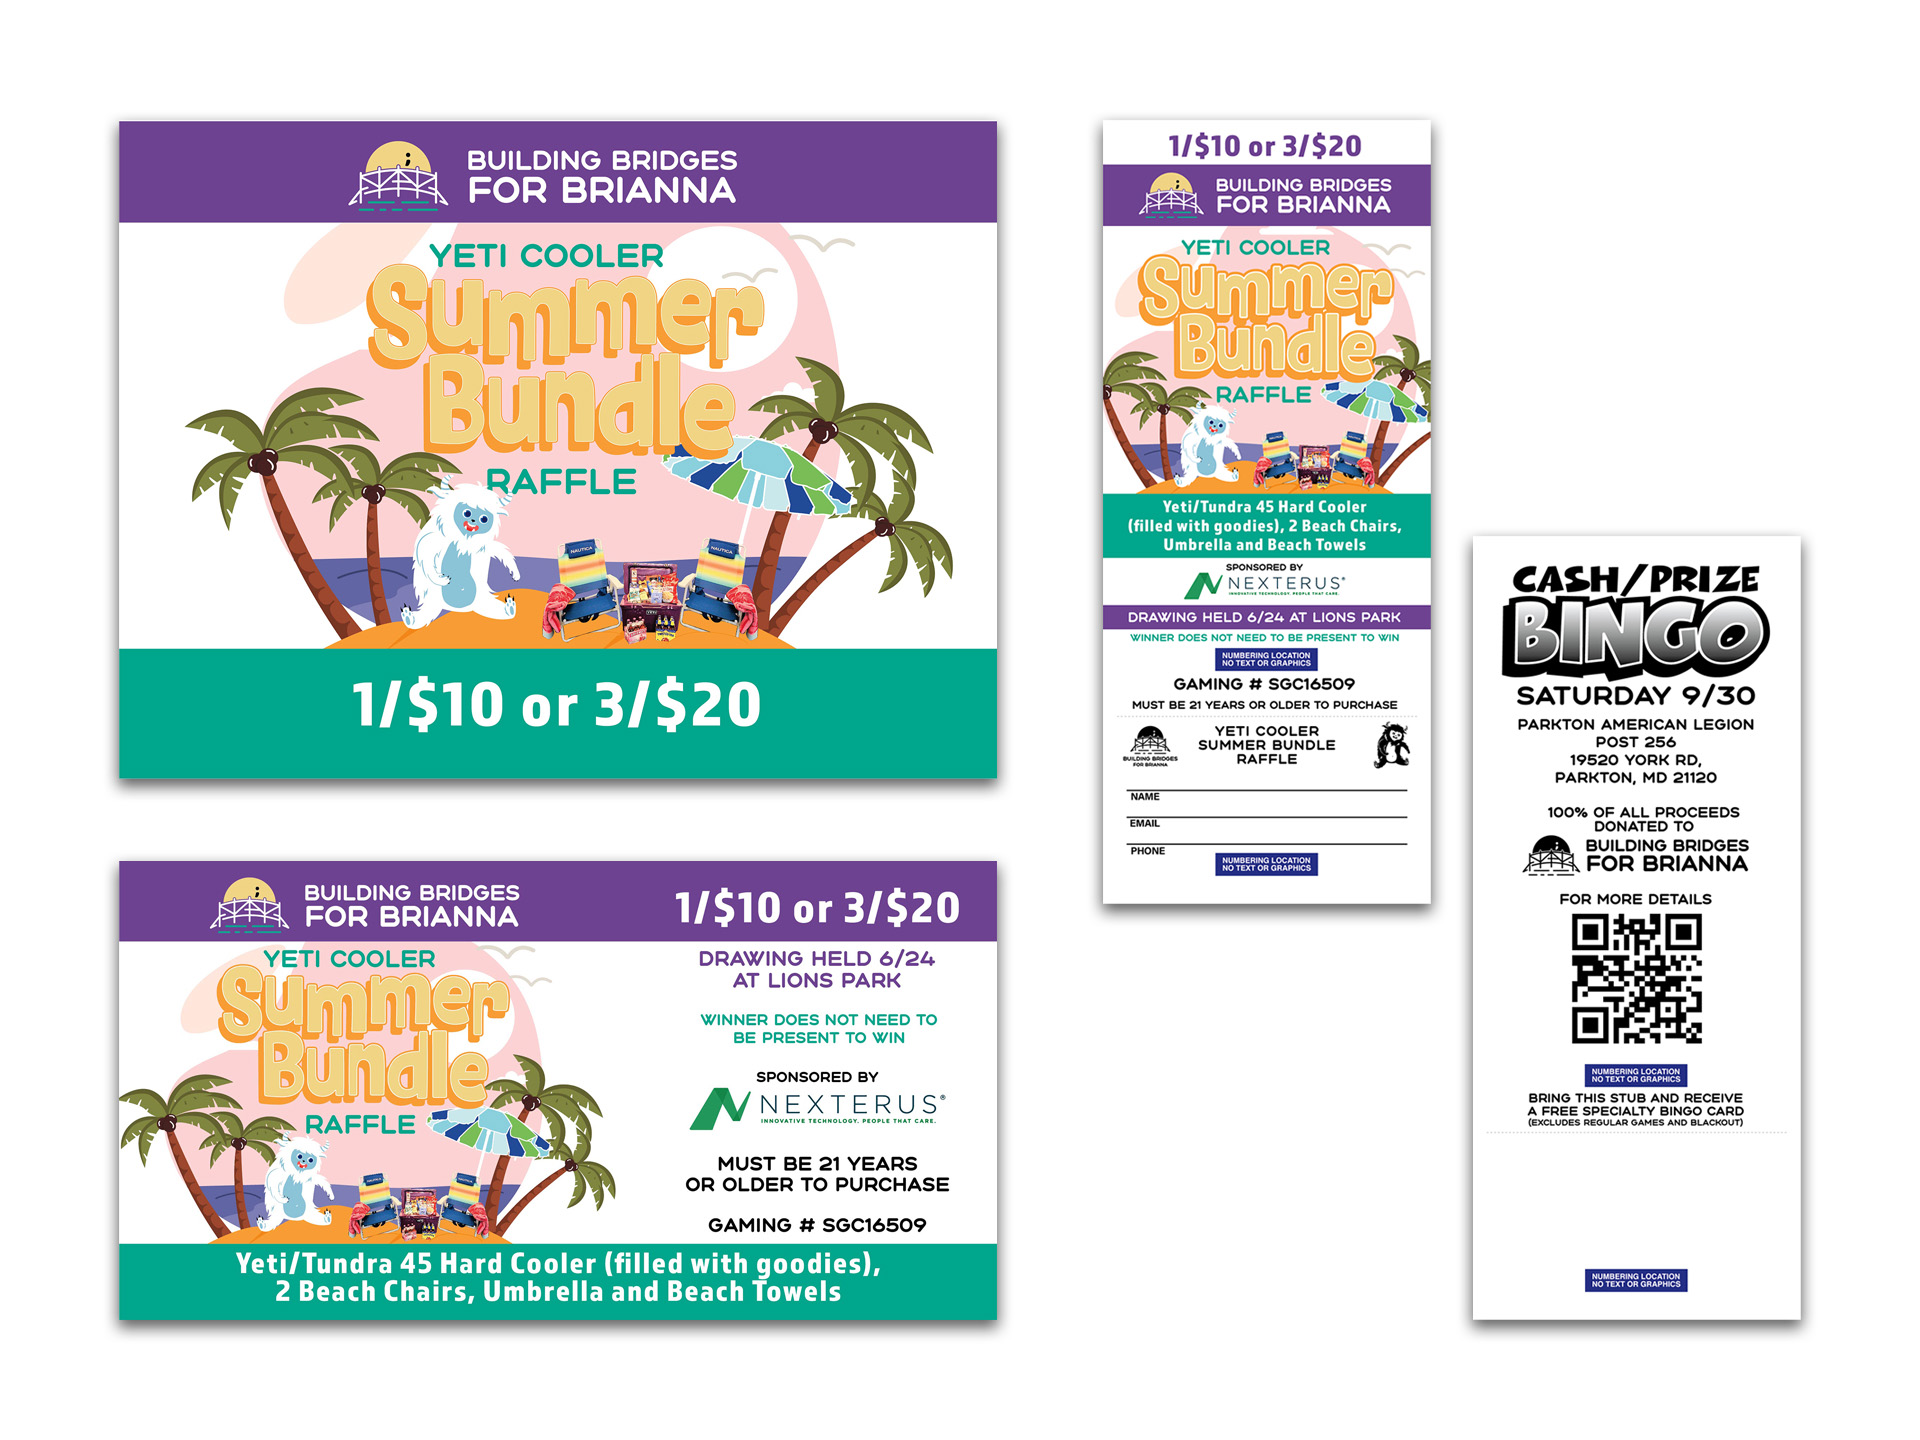 BUILDING BRIDGES
FOR BRIANNA
YETI COOLER
Summer
Bundle
RAFFLE
NAUTICA
NAUTICA
1/$10 or 3/$20
BUILDING BRIDGES
FOR BRIANNA
1/$10 or 3/$20
YETI COOLER
Summer
Bundle
RAFFLE
DRAWING HELD 6/24
AT LIONS PARK
WINNER DOES NOT NEED TO
BE PRESENT TO WIN
SPONSORED BY
NEXTERUS®
INNOVATIVE TECHNOLOGY. PEOPLE THAT CARE.
MUST BE 21 YEARS
OR OLDER TO PURCHASE
GAMING # SGC16509
Yeti/Tundra 45 Hard Cooler (filled with goodies),
2 Beach Chairs, Umbrella and Beach Towels
1/$10 or 3/$20
BUILDING BRIDGES
FOR BRIANNA
YETI COOLER
Summer
Bundle
RAFFLE
Yeti/Tundra 45 Hard Cooler
(filled with goodies), 2 Beach Chairs,
Umbrella and Beach Towels
SPONSORED BY
NEXTERUS®
INNOVATIVE TECHNOLOGY. PEOPLE THAT CARE.
DRAWING HELD 6/24 AT LIONS PARK
WINNER DOES NOT NEED TO BE PRESENT TO WIN
NUMBERING LOCATION
NO TEXT OR GRAPHICS
GAMING # SGC16509
MUST BE 21 YEARS OR OLDER TO PURCHASE
BUILDING BRIDGES
FOR BRIANNA
YETI COOLER
SUMMER BUNDLE
RAFFLE
NAME
EMAIL
PHONE
NUMBERING LOCATION
NO TEXT OR GRAPHICS
CASH/PRIZE
BINGO
SATURDAY 9/30
PARKTON AMERICAN LEGION
POST 256
19520 YORK RD,
PARKTON, MD 21120
100% OF ALL PROCEEDS
DONATED TO
BUILDING BRIDGES
FOR BRIANNA
FOR MORE DETAILS
NUMBERING LOCATION
NO TEXT OR GRAPHICS
BRING THIS STUB AND RECEIVE
A FREE SPECIALTY BINGO CARD
(EXCLUDES REGULAR GAMES AND BLACKOUT)
NUMBERING LOCATION
NO TEXT OR GRAPHICS